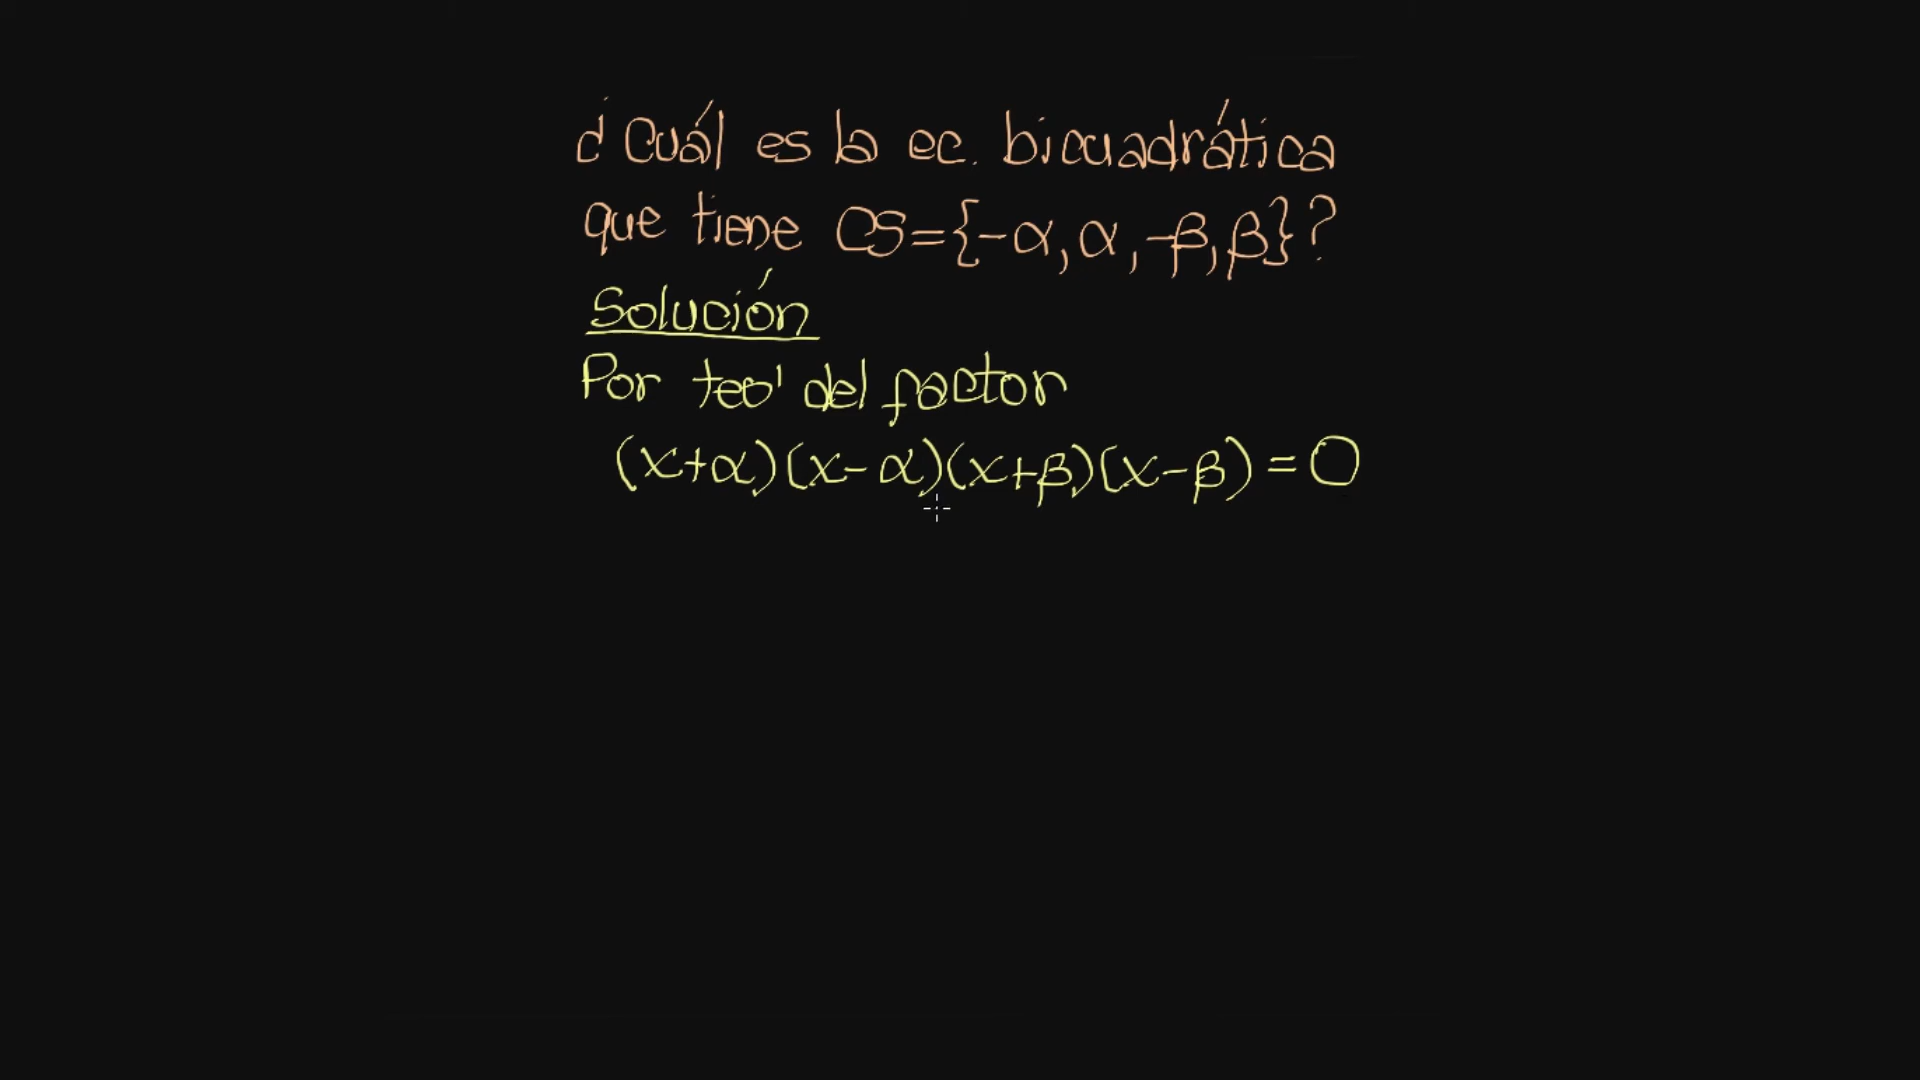 ¿Cuál es la ec. bicuadrática
que tiene CS={-α, α, -β, β}?
Solución
Por teo' del factor
(x+α)(x-α)(x+β)(x-β)=0